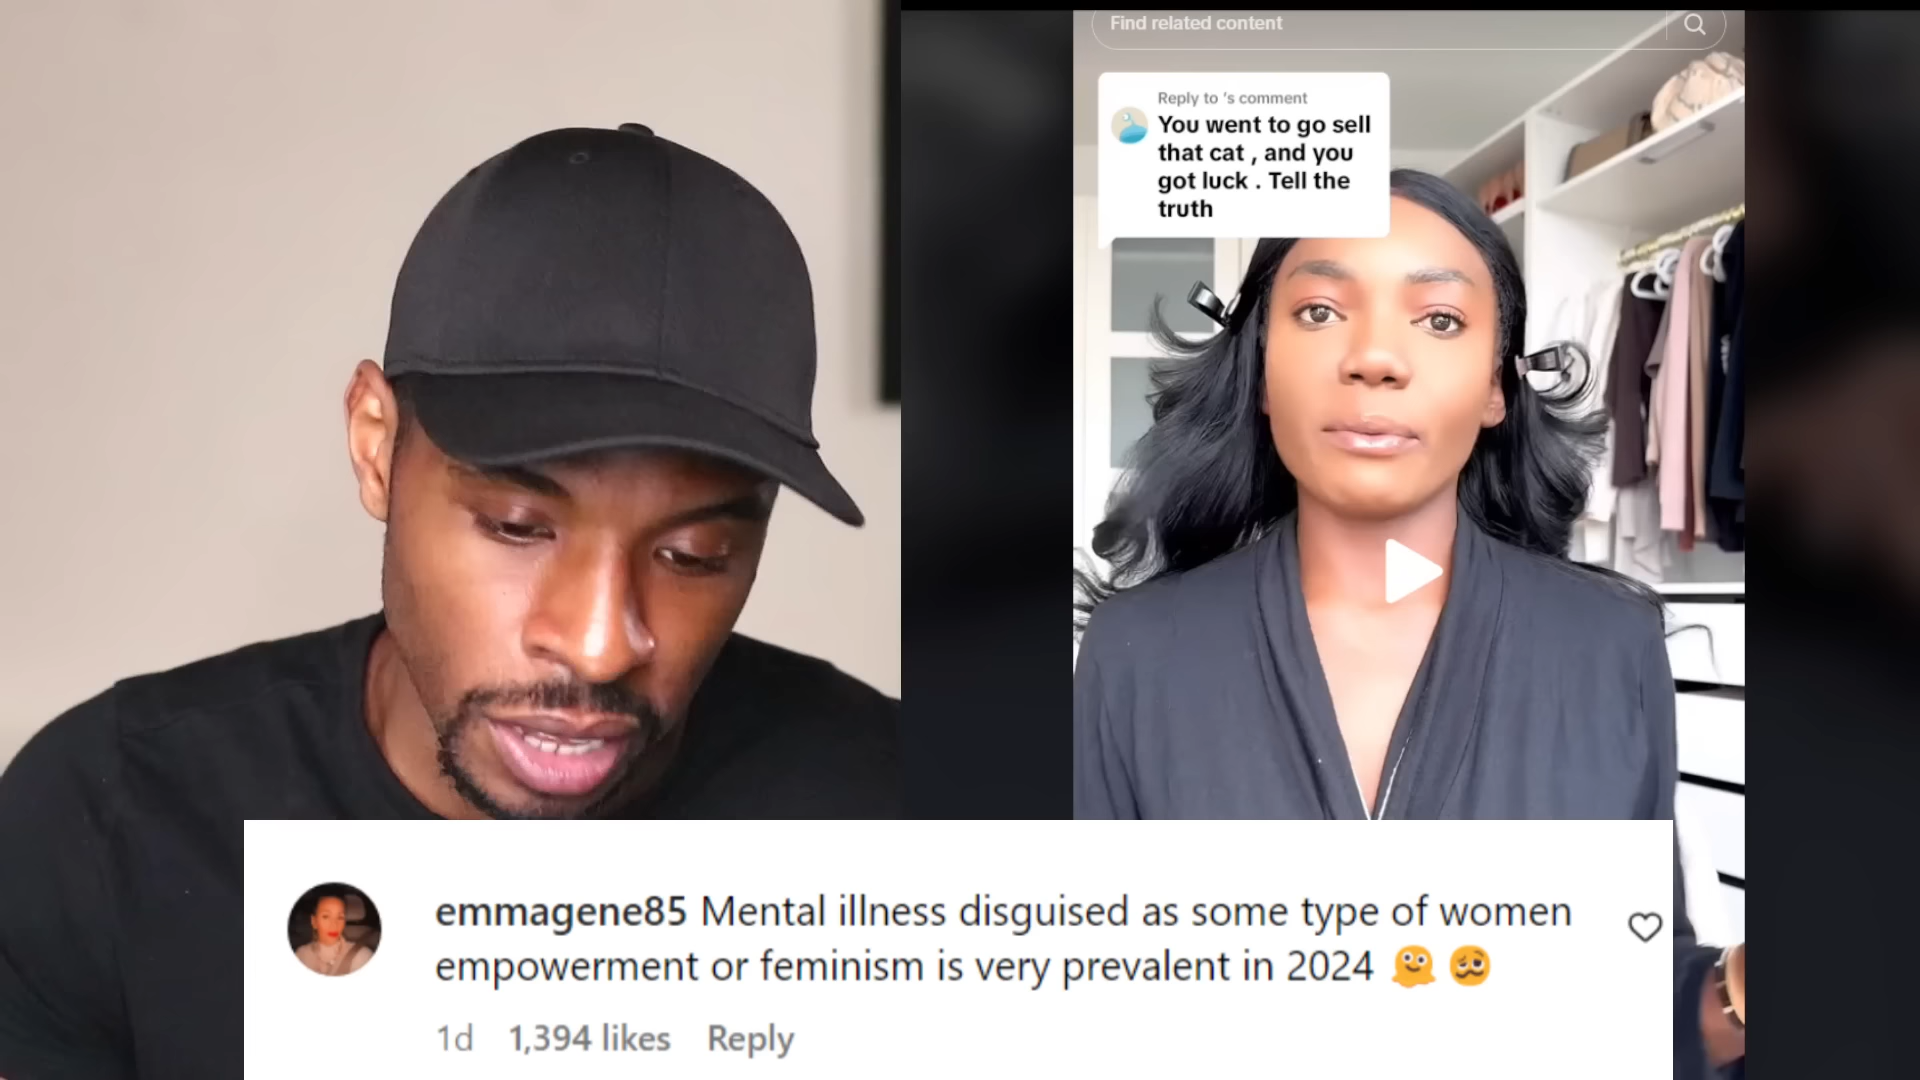 Find related content
Reply to 's comment
You went to go sell
that cat , and you
got luck . Tell the
truth
emmagene85 Mental illness disguised as some type of women
empowerment or feminism is very prevalent in 2024 🫠 🥴
1d 1,394 likes Reply